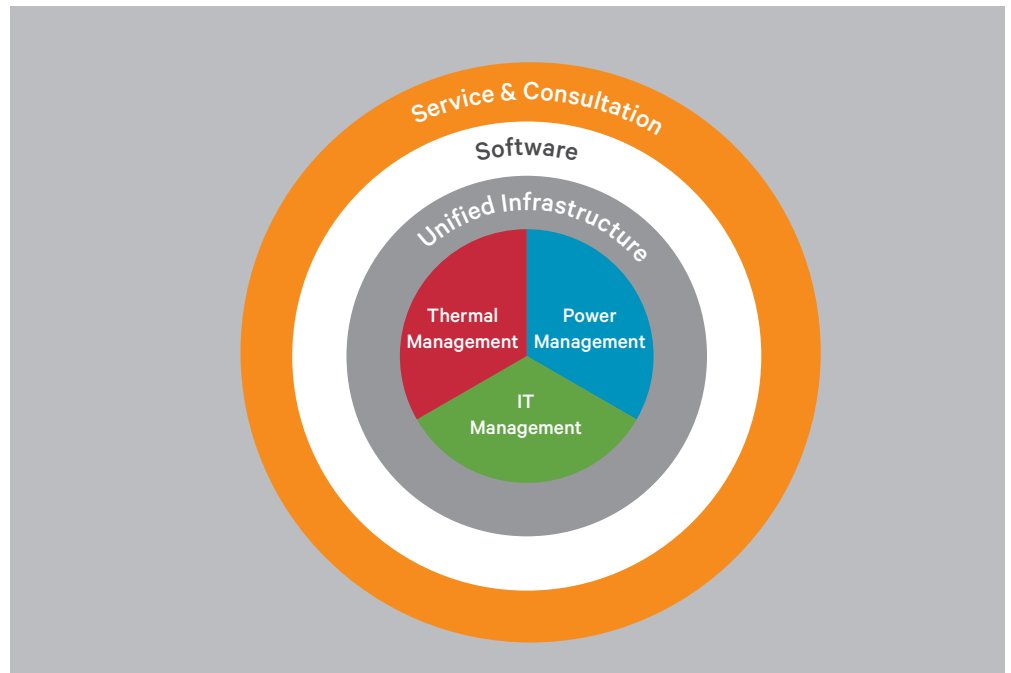 Service & Consultation
Software
Unified Infrastructure
Thermal
Management
Power
Management
IT
Management